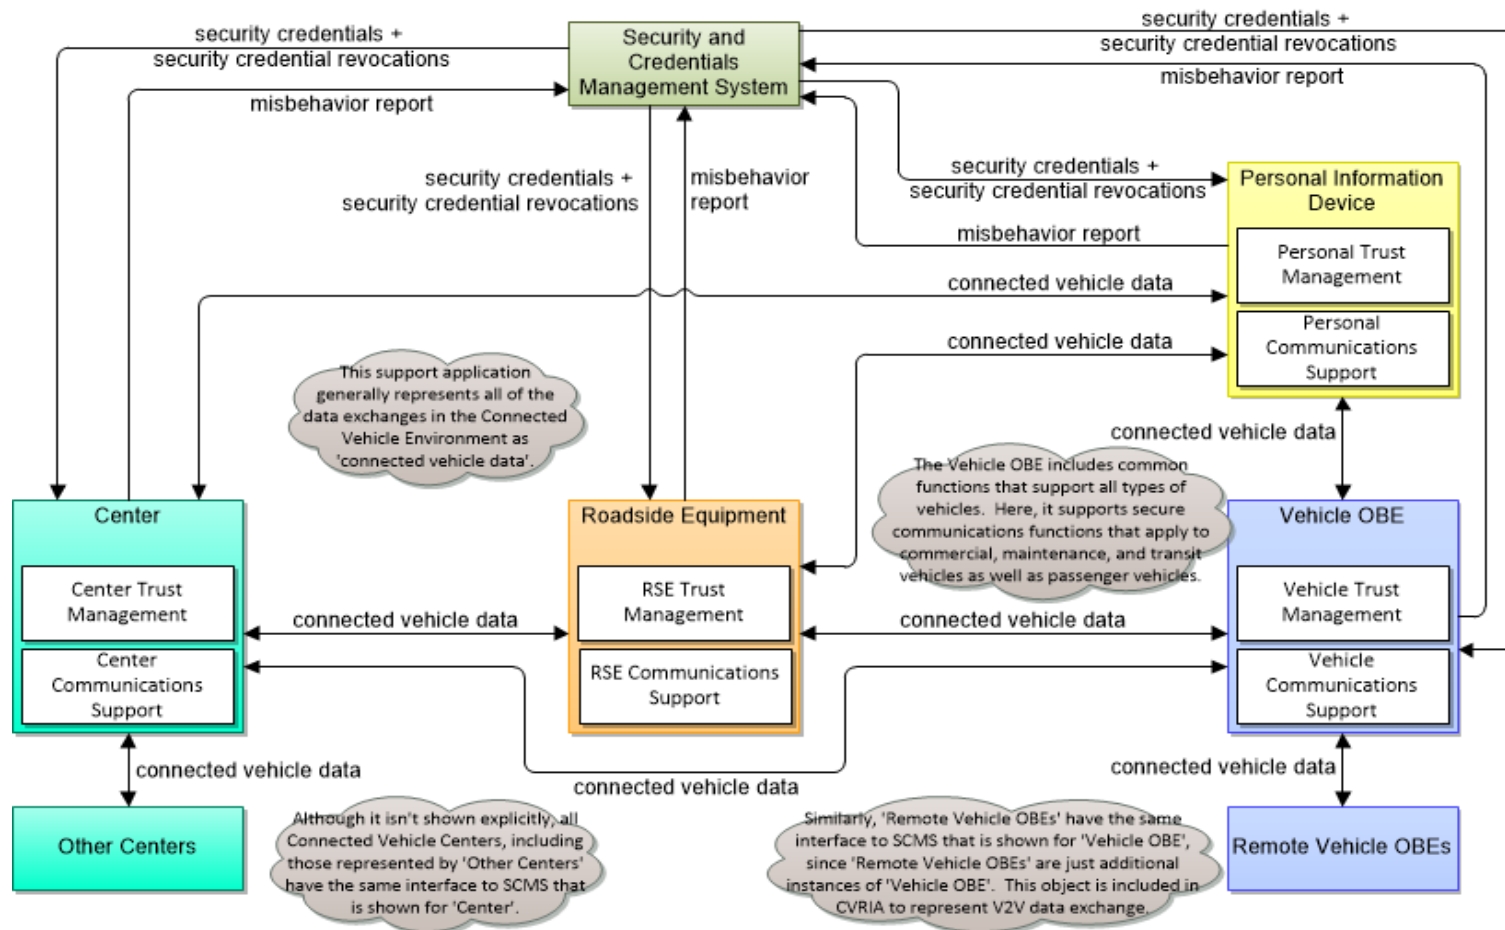 security credentials +
security credential revocations
misbehavior report
Security and
Credentials
Management System
security credentials +
security credential revocations
misbehavior report
security credentials +
security credential revocations
misbehavior
report
security credentials +
security credential revocations
misbehavior report
Personal Information
Device
Personal Trust
Management
Personal
Communications
Support
connected vehicle data
connected vehicle data
This support application
generally represents all of the
data exchanges in the Connected
Vehicle Environment as
'connected vehicle data'.
connected vehicle data
The Vehicle OBE includes common
functions that support all types of
vehicles. Here, it supports secure
communications functions that apply to
commercial, maintenance, and transit
vehicles as well as passenger vehicles.
Center
Center Trust
Management
Center
Communications
Support
connected vehicle data
Roadside Equipment
RSE Trust
Management
RSE Communications
Support
connected vehicle data
Vehicle OBE
Vehicle Trust
Management
Vehicle
Communications
Support
connected vehicle data
connected vehicle data
connected vehicle data
Other Centers
Although it isn't shown explicitly, all
Connected Vehicle Centers, including
those represented by 'Other Centers'
have the same interface to SCMS that
is shown for 'Center'.
Similarly, 'Remote Vehicle OBEs' have the same
interface to SCMS that is shown for 'Vehicle OBE',
since 'Remote Vehicle OBEs' are just additional
instances of 'Vehicle OBE'. This object is included in
CVRIA to represent V2V data exchange.
Remote Vehicle OBEs